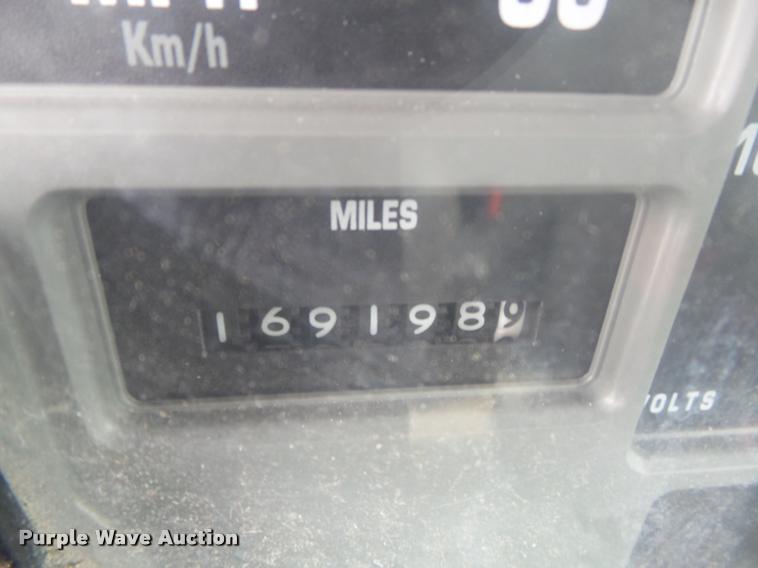 Km/h
MILES
1691989
VOLTS
Purple Wave Auction